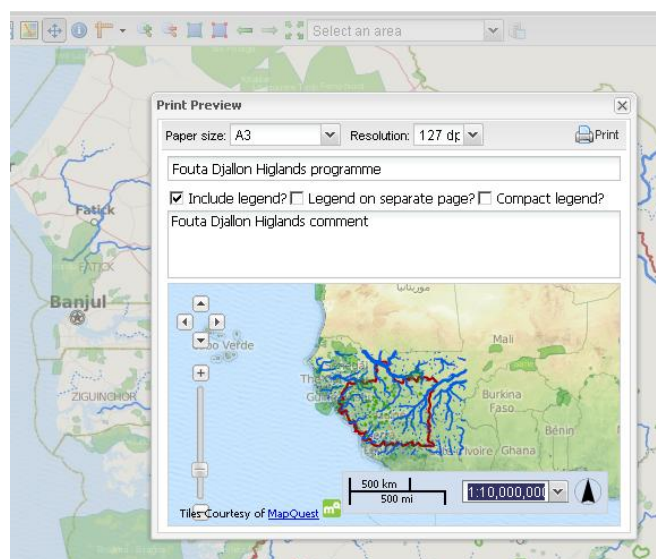 Select an area
Print Preview
Paper size: A3 Resolution: 127 dp Print
Fouta Djallon Higlands programme
Include legend? Legend on separate page? Compact legend?
Fouta Djallon Higlands comment
Fatick
FATICK
Banjul
ZIGUINCHOR
موريتانيا
Verde
Mali
Burkina
Faso
Bénin
Ghana
500 km
500 mi
1:10,000,00
Tiles Courtesy of MapQuest